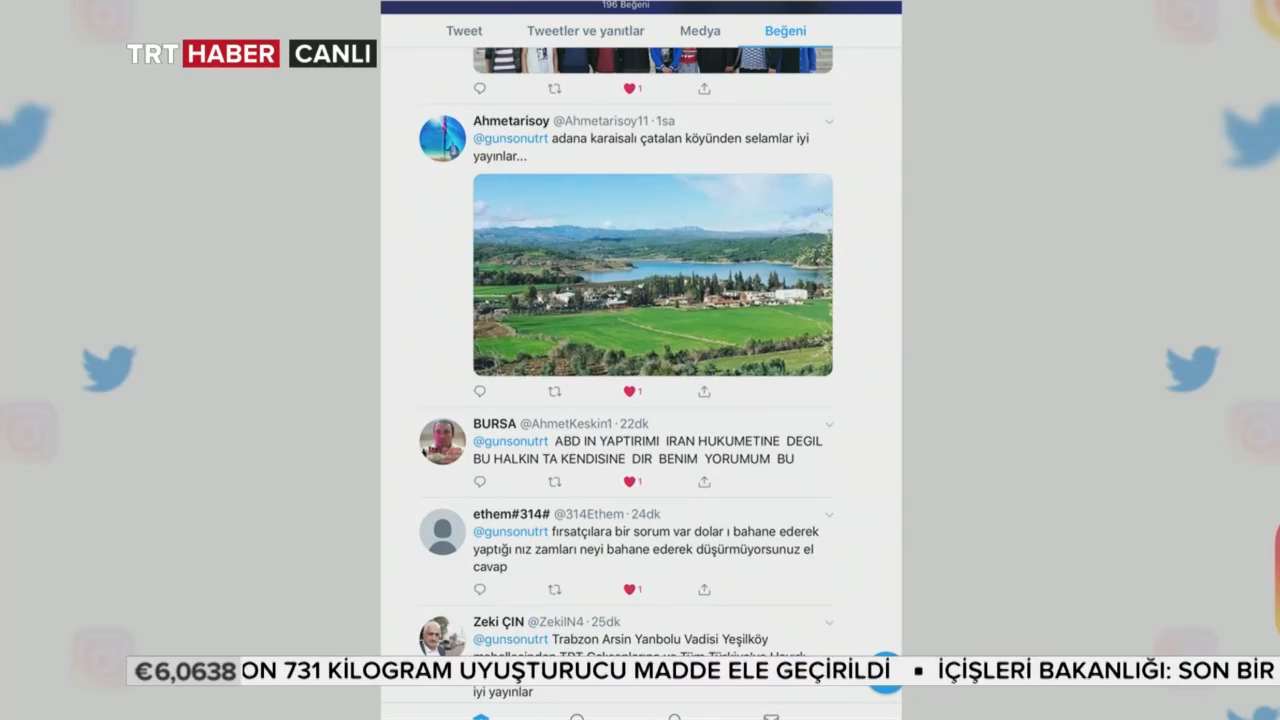 196 Beğeni
Tweet Tweetler ve yanıtlar Medya Beğeni
TRT HABER CANLI
1
Ahmetarisoy @Ahmetarisoy11 · 1sa
@gunsonutrt adana karaisalı çatalan köyünden selamlar iyi
yayınlar...
1
BURSA @AhmetKeskin1 · 22dk
@gunsonutrt ABD IN YAPTIRIMI IRAN HUKUMETINE DEGIL
BU HALKIN TA KENDISINE DIR BENIM YORUMUM BU
1
ethem#314# @314Ethem · 24dk
@gunsonutrt fırsatçılara bir sorum var dolar ı bahane ederek
yaptığı nız zamları neyi bahane ederek düşürmüyorsunuz el
cavap
1
Zeki ÇIN @ZekiIN4 · 25dk
@gunsonutrt Trabzon Arsin Yanbolu Vadisi Yeşilköy
€6,0638 ON 731 KİLOGRAM UYUŞTURUCU MADDE ELE GEÇİRİLDİ ▪ İÇİŞLERİ BAKANLIĞI: SON BİR
iyi yayınlar